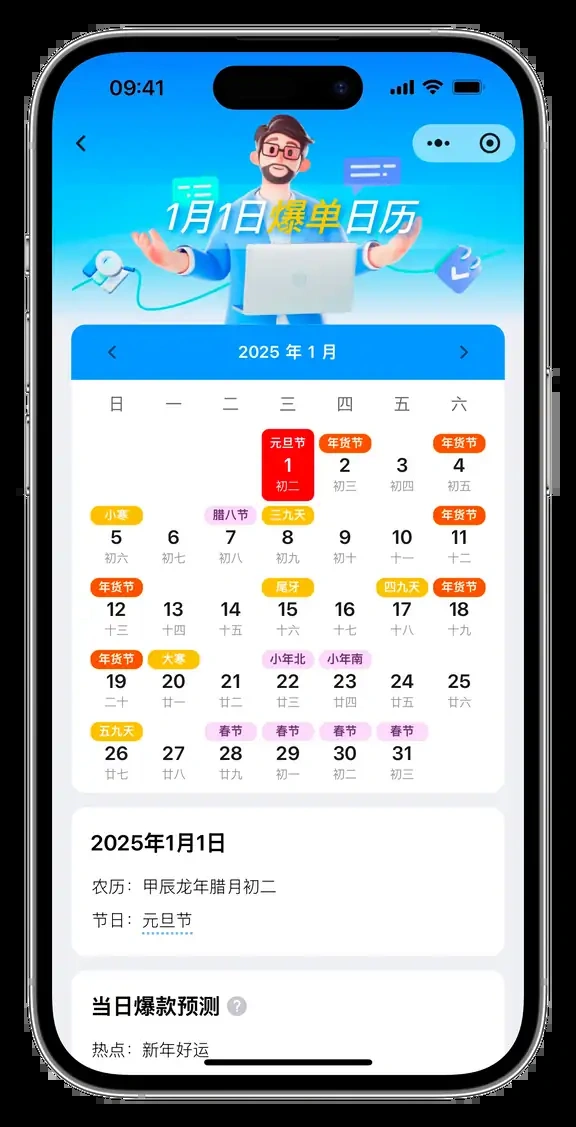 09:41
1月1日爆单日历
2025 年 1 月
日 一 二 三 四 五 六
元旦节 年货节 年货节
1 2 3 4
初二 初三 初四 初五
小寒 腊八节 三九天 年货节
5 6 7 8 9 10 11
初六 初七 初八 初九 初十 十一 十二
年货节 尾牙 四九天 年货节
12 13 14 15 16 17 18
十三 十四 十五 十六 十七 十八 十九
年货节 大寒 小年北 小年南
19 20 21 22 23 24 25
二十 廿一 廿二 廿三 廿四 廿五 廿六
五九天 春节 春节 春节 春节
26 27 28 29 30 31
廿七 廿八 廿九 初一 初二 初三
2025年1月1日
农历：甲辰龙年腊月初二
节日：元旦节
当日爆款预测 ?
热点：新年好运